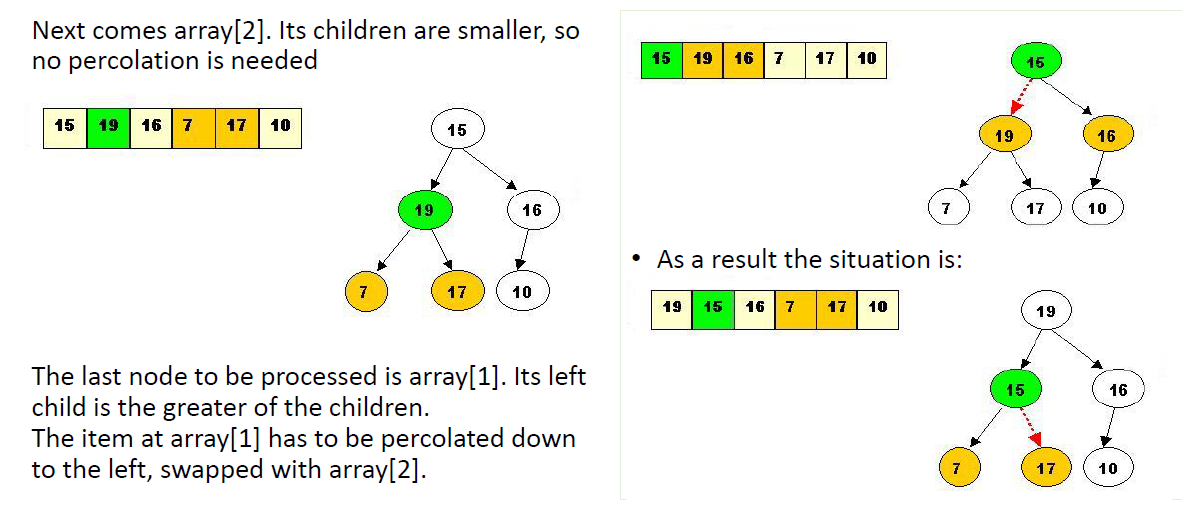 Next comes array[2]. Its children are smaller, so
no percolation is needed
15 19 16 7 17 10
15
19 16
7 17 10
The last node to be processed is array[1]. Its left
child is the greater of the children.
The item at array[1] has to be percolated down
to the left, swapped with array[2].
15 19 16 7 17 10
15
19 16
7 17 10
• As a result the situation is:
19 15 16 7 17 10
19
15 16
7 17 10